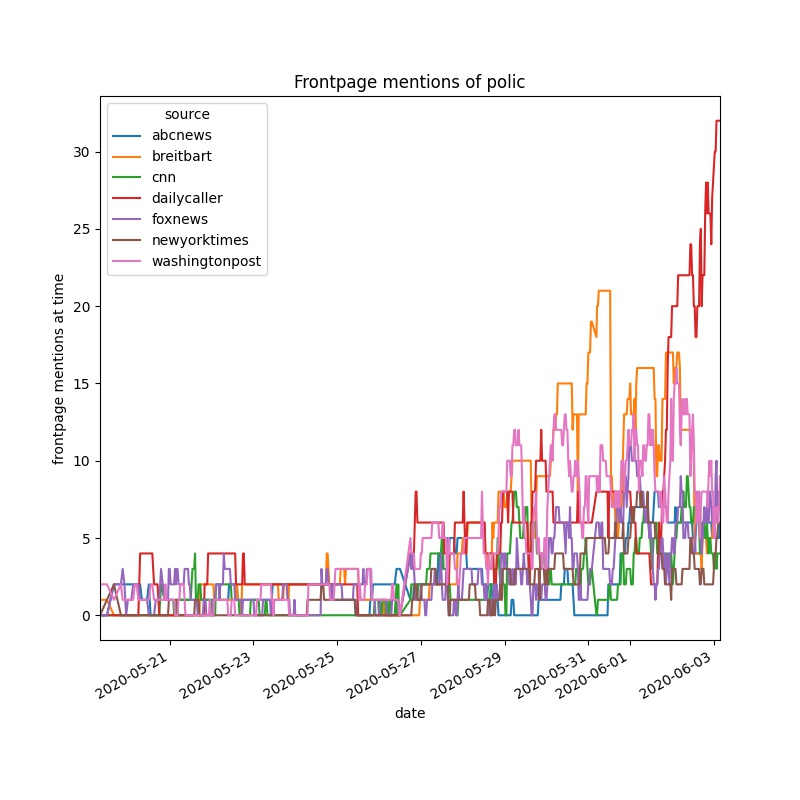 Frontpage mentions of polic
source
abcnews
breitbart
cnn
dailycaller
foxnews
newyorktimes
washingtonpost
frontpage mentions at time
30
25
20
15
10
5
0
2020-05-21
2020-05-23
2020-05-25
2020-05-27
2020-05-29
2020-05-31
2020-06-01
2020-06-03
date